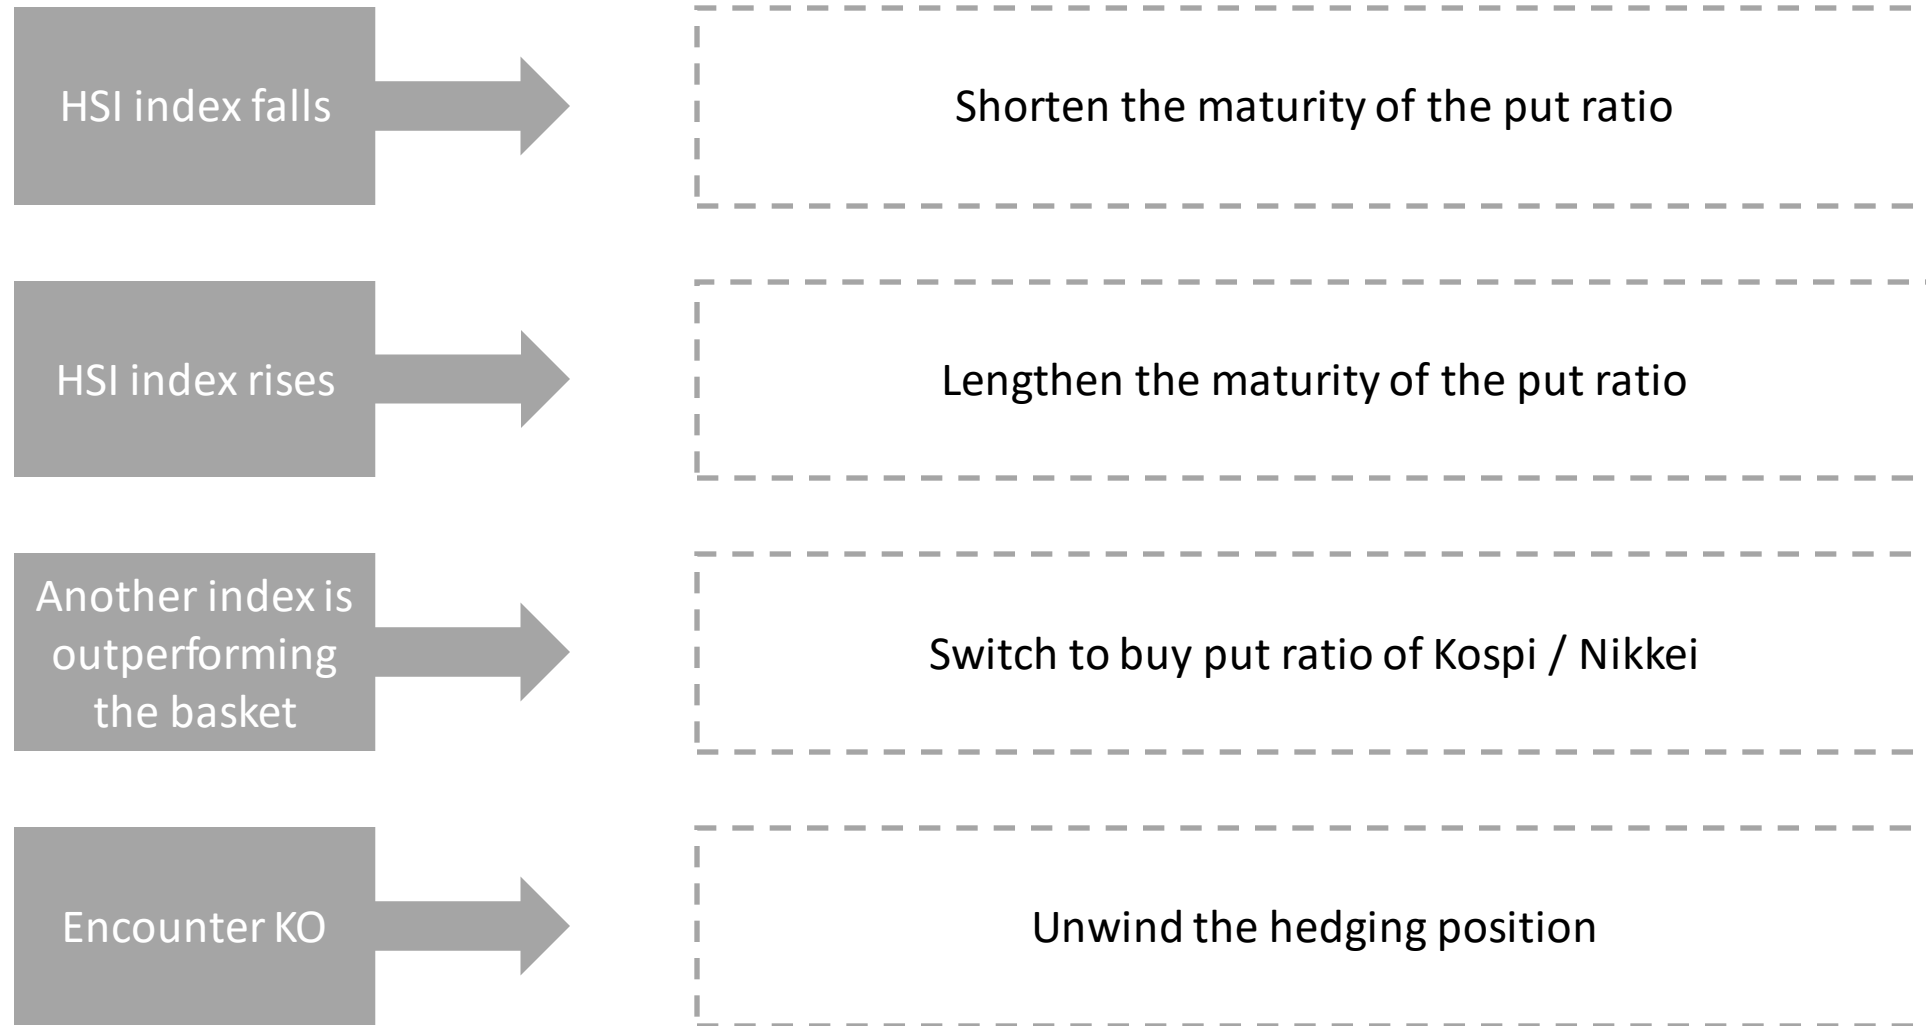 HSI index falls
Shorten the maturity of the put ratio
HSI index rises
Lengthen the maturity of the put ratio
Another index is
outperforming
the basket
Switch to buy put ratio of Kospi / Nikkei
Encounter KO
Unwind the hedging position